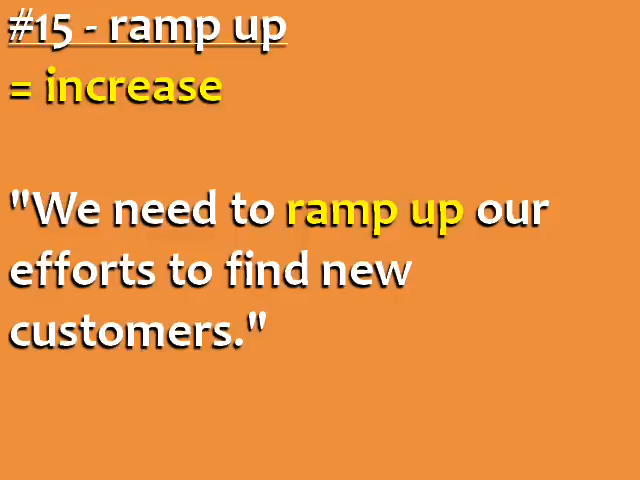 #15 - ramp up
= increase
"We need to ramp up our
efforts to find new
customers."